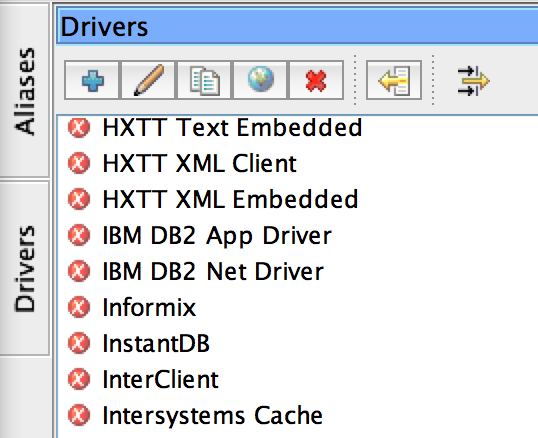 Drivers
Aliases
Drivers
HXTT Text Embedded
HXTT XML Client
HXTT XML Embedded
IBM DB2 App Driver
IBM DB2 Net Driver
Informix
InstantDB
InterClient
Intersystems Cache